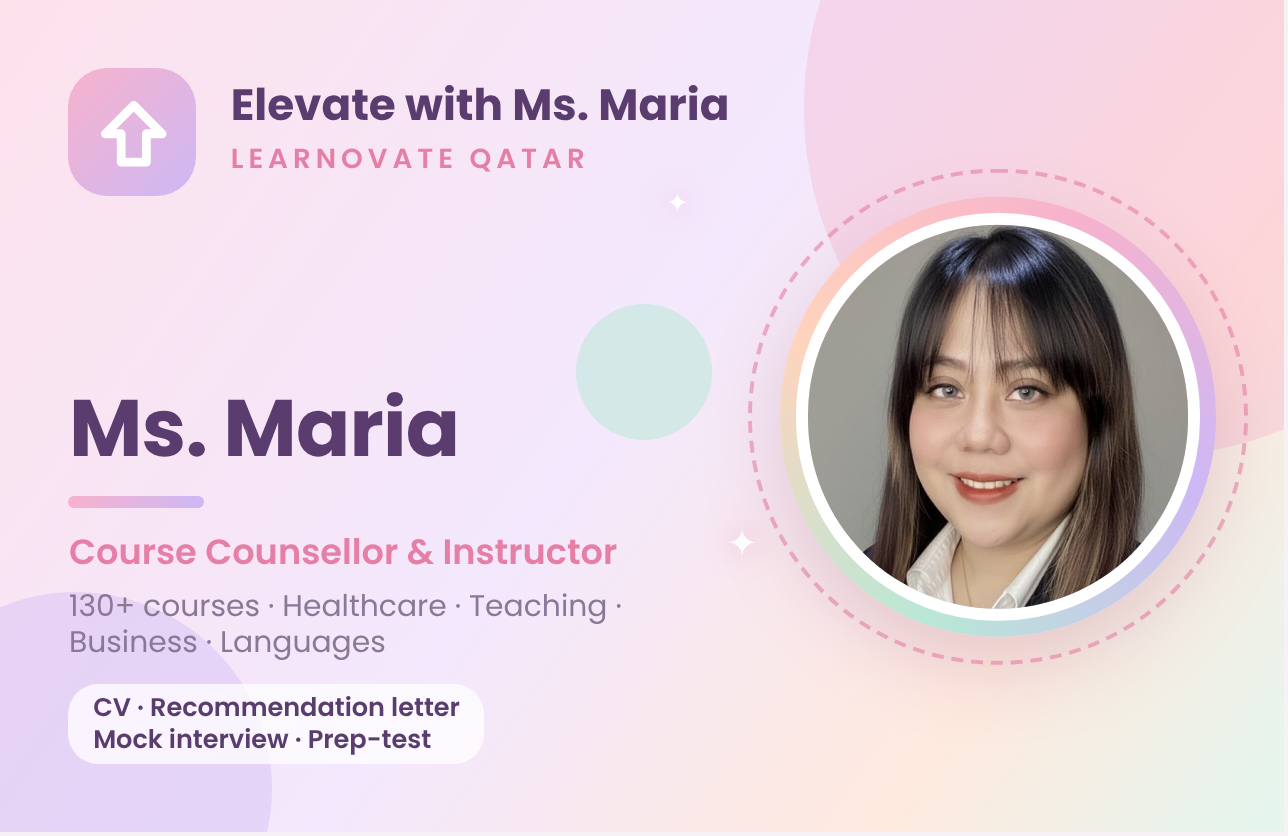 Elevate with Ms. Maria
LEARNOVATE QATAR
Ms. Maria
Course Counsellor & Instructor
130+ courses · Healthcare · Teaching ·
Business · Languages
CV · Recommendation letter
Mock interview · Prep-test